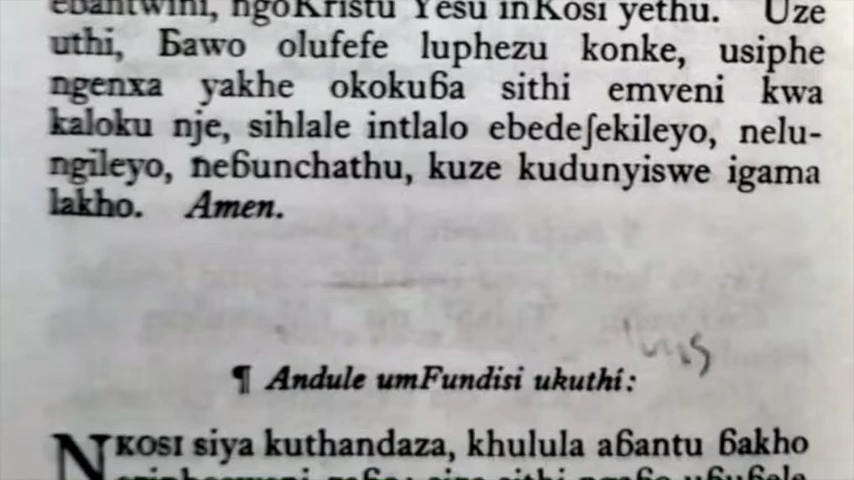 ebantwini, ngoKristu Yesu inKosi yethu. Uze
uthi, Ɓawo olufefe luphezu konke, usiphe
ngenxa yakhe okokuɓa sithi emveni kwa
kaloku nje, sihlale intlalo ebedeʃekileyo, nelu-
ngileyo, neɓunchathu, kuze kudunyiswe igama
lakho. Amen.
¶ Andule umFundisi ukuthi:
NKOSI siya kuthandaza, khulula aɓantu ɓakho